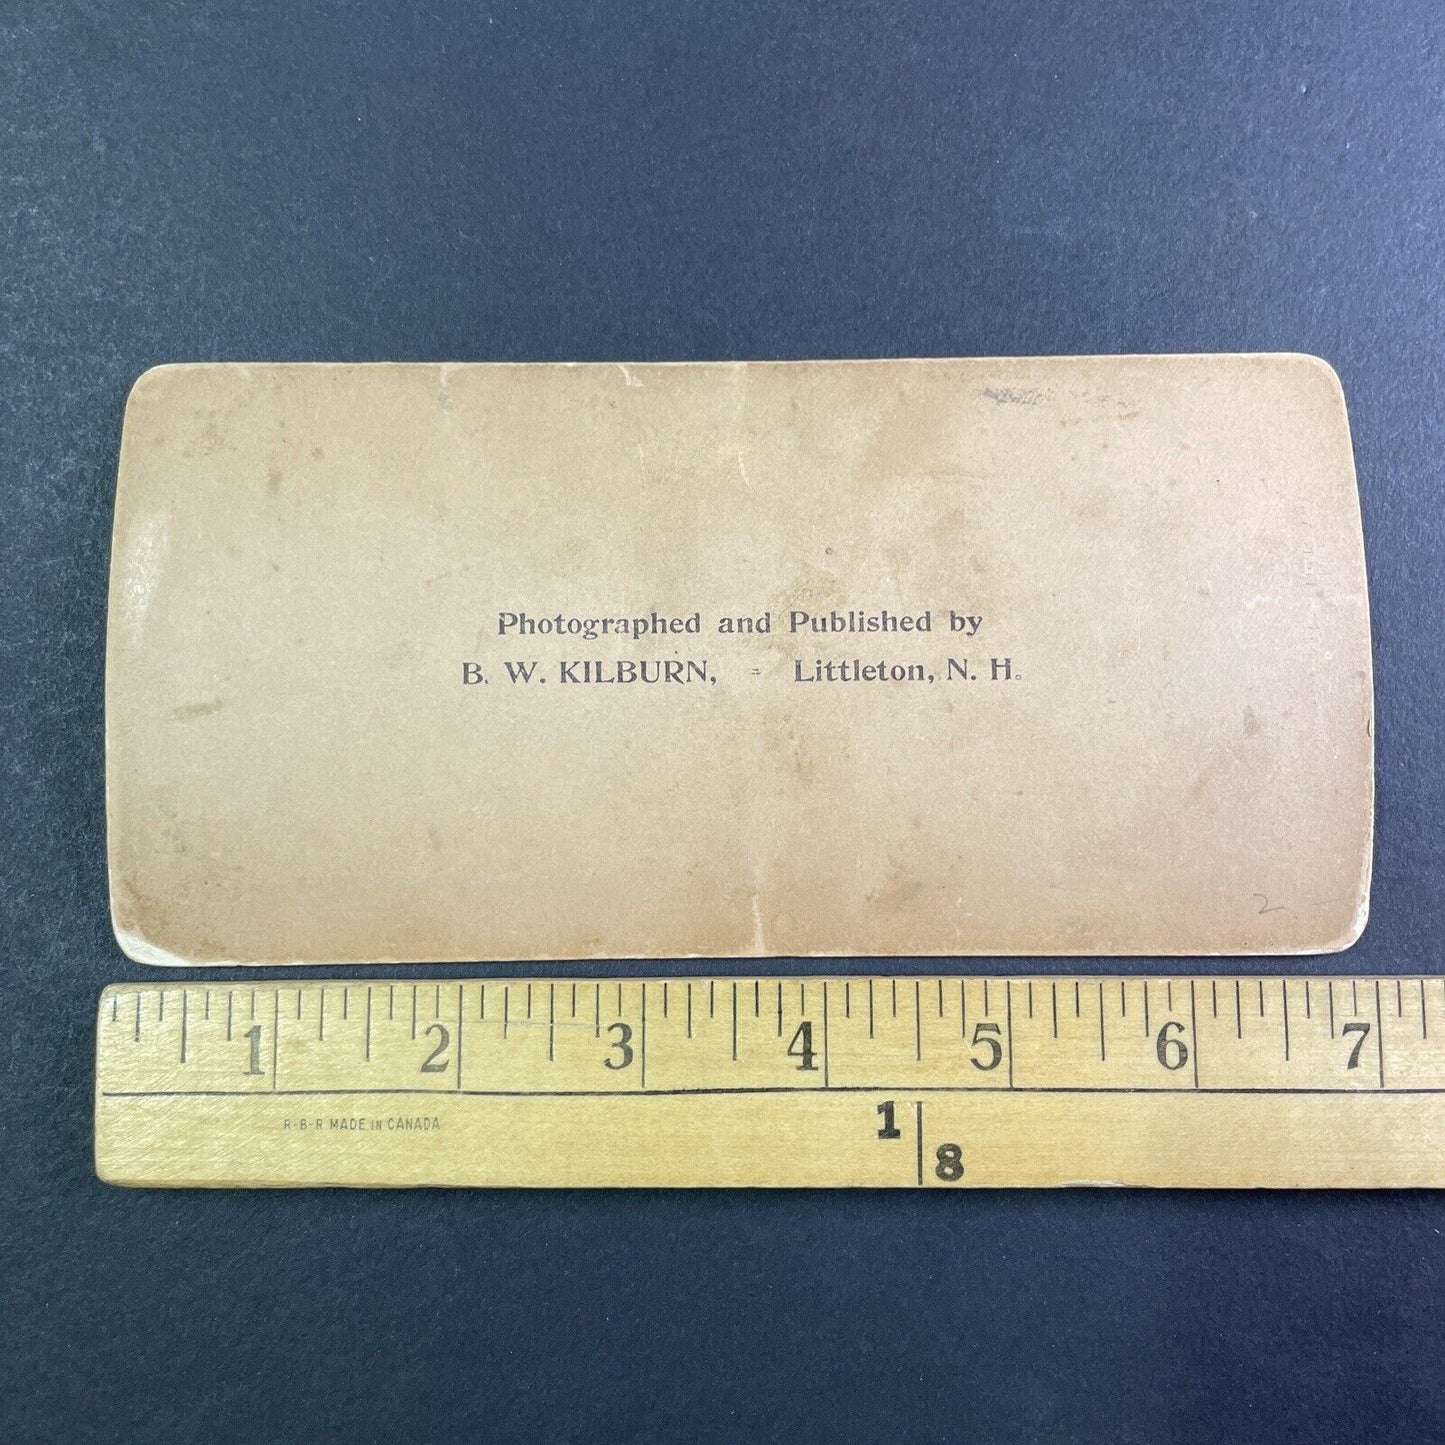 Photographed and Published by
B. W. KILBURN, = Littleton, N. H.
2
1 2 3 4 5 6 7
R-B-R MADE IN CANADA
1
8